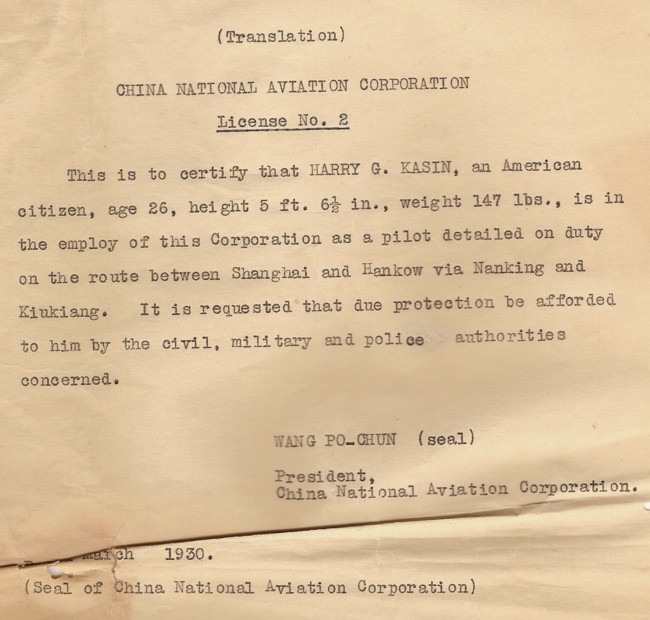 (Translation)
CHINA NATIONAL AVIATION CORPORATION
License No. 2
This is to certify that HARRY G. KASIN, an American
citizen, age 26, height 5 ft. 6½ in., weight 147 lbs., is in
the employ of this Corporation as a pilot detailed on duty
on the route between Shanghai and Hankow via Nanking and
Kiukiang. It is requested that due protection be afforded
to him by the civil, military and police authorities
concerned.
WANG PO-CHUN (seal)
President,
China National Aviation Corporation.
March 1930.
(Seal of China National Aviation Corporation)